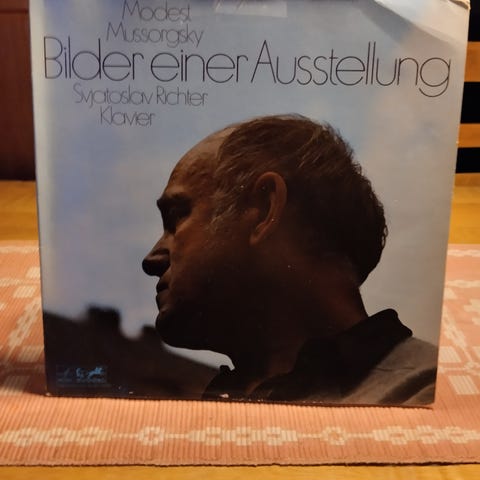 Modest
Mussorgsky
Bilder einer Ausstellung
Svjatoslav Richter
Klavier